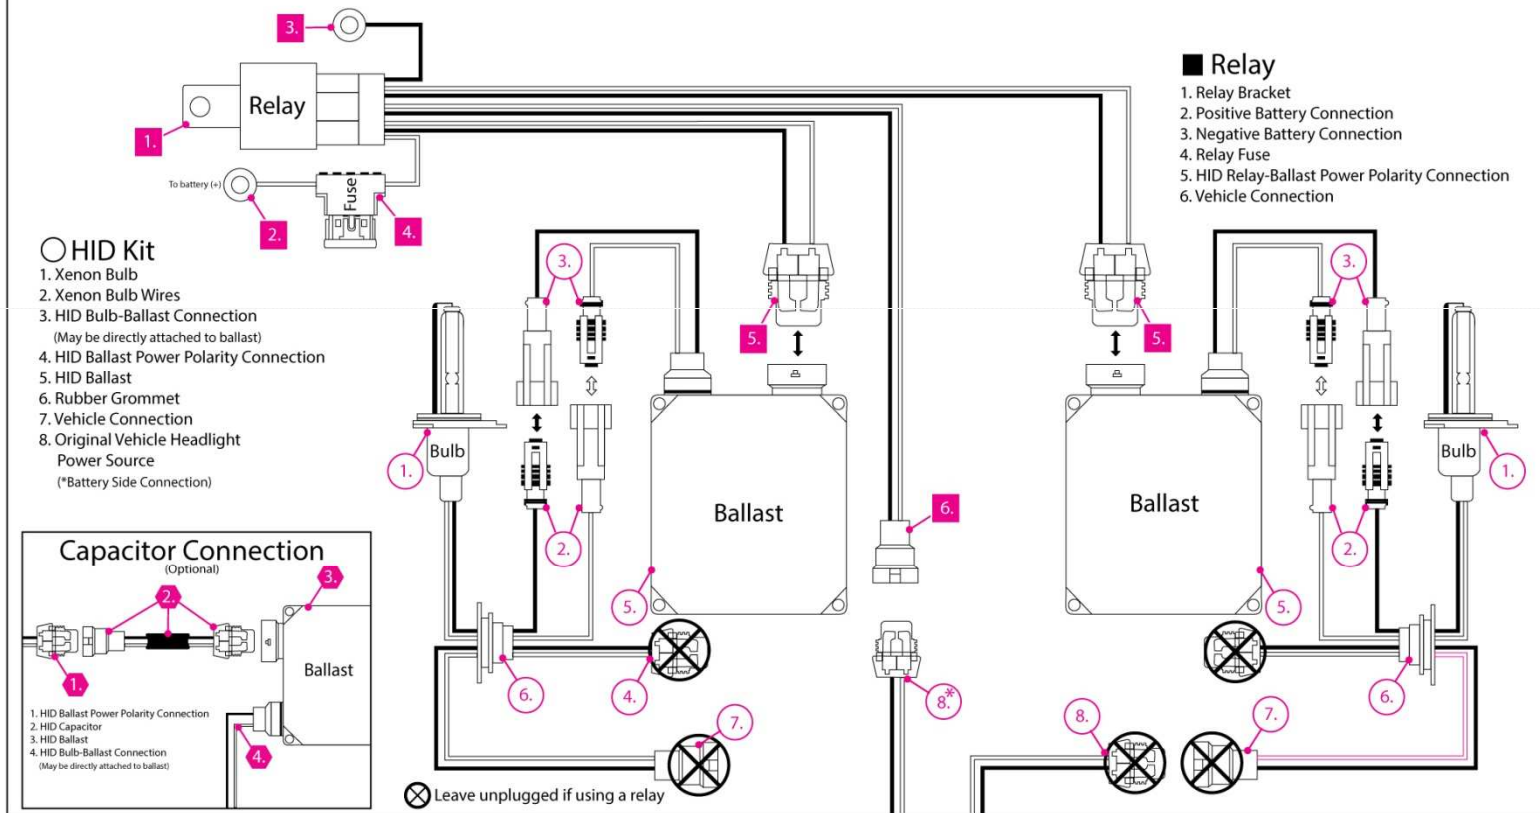 3.
Relay
1.
To battery (+)
2.
Fuse
4.
■ Relay
1. Relay Bracket
2. Positive Battery Connection
3. Negative Battery Connection
4. Relay Fuse
5. HID Relay-Ballast Power Polarity Connection
6. Vehicle Connection
HID Kit
1. Xenon Bulb
2. Xenon Bulb Wires
3. HID Bulb-Ballast Connection
(May be directly attached to ballast)
4. HID Ballast Power Polarity Connection
5. HID Ballast
6. Rubber Grommet
7. Vehicle Connection
8. Original Vehicle Headlight
Power Source
(*Battery Side Connection)
3.
5.
5.
3.
Bulb
1.
2.
Ballast
5.
6.
Ballast
5.
2.
Bulb
1.
6.
4.
7.
8.*
8.
7.
6.
Leave unplugged if using a relay
Capacitor Connection
(Optional)
2.
3.
1.
Ballast
4.
1. HID Ballast Power Polarity Connection
2. HID Capacitor
3. HID Ballast
4. HID Bulb-Ballast Connection
(May be directly attached to ballast)